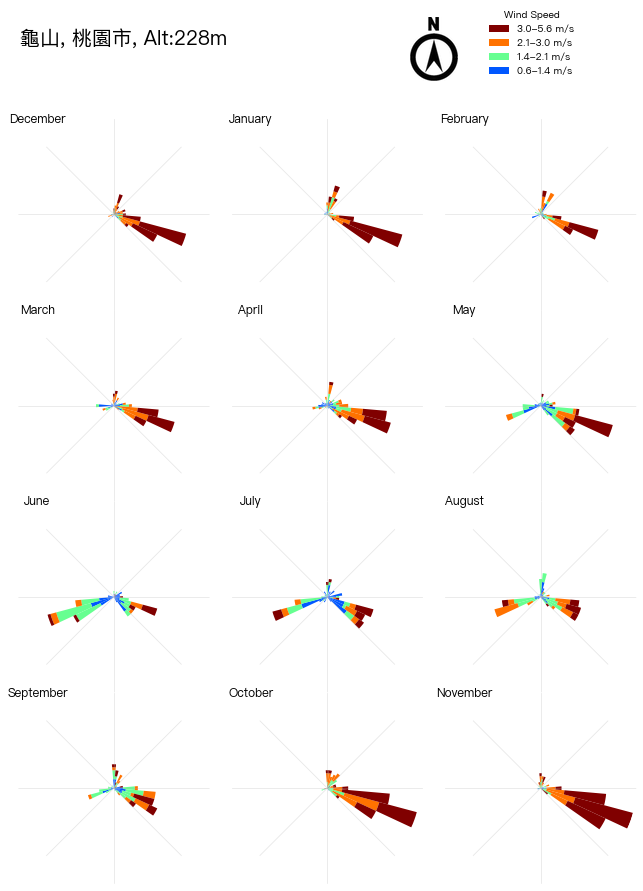 龜山, 桃園市, Alt:228m
N
Wind Speed
3.0–5.6 m/s
2.1–3.0 m/s
1.4–2.1 m/s
0.6–1.4 m/s
December
January
February
March
April
May
June
July
August
September
October
November